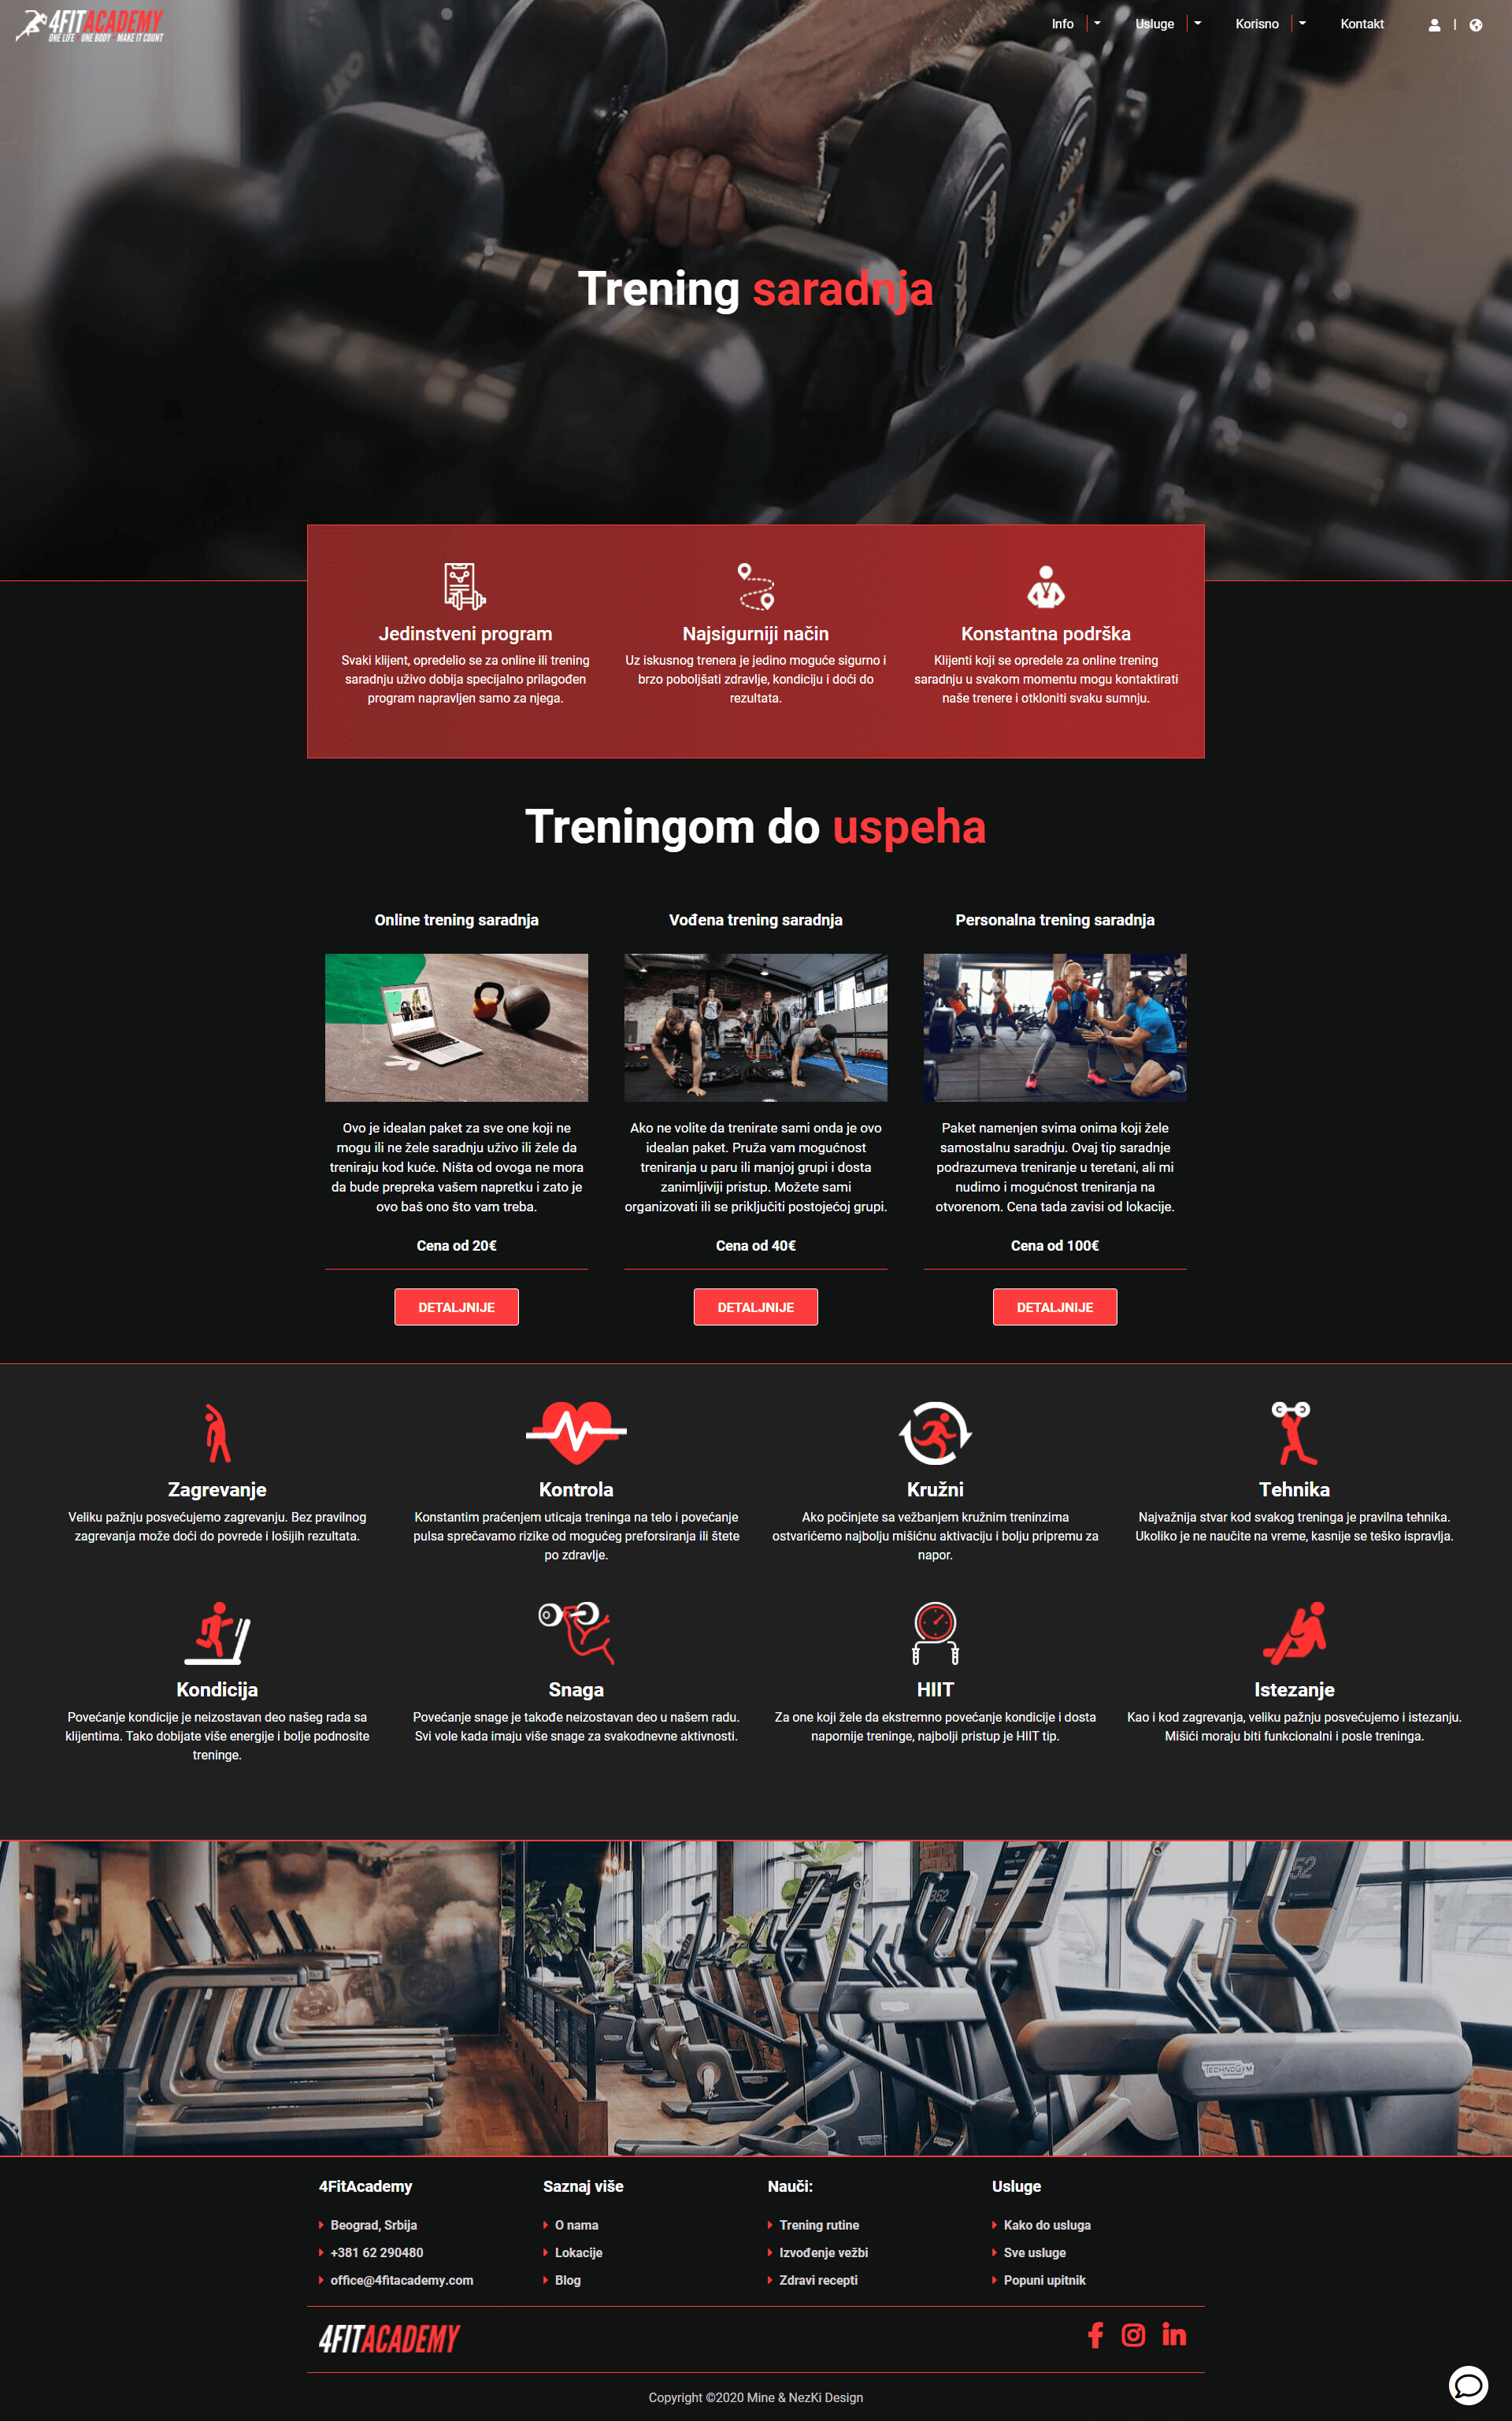 4FITACADEMY
ONE LIFE ONE BODY MAKE IT COUNT
Info
Usluge
Korisno
Kontakt
|
Trening saradnja
Jedinstveni program
Svaki klijent, opredelio se za online ili trening
saradnju uživo dobija specijalno prilagođen
program napravljen samo za njega.
Najsigurniji način
Uz iskusnog trenera je jedino moguće sigurno i
brzo poboljšati zdravlje, kondiciju i doći do
rezultata.
Konstantna podrška
Klijenti koji se opredele za online trening
saradnju u svakom momentu mogu kontaktirati
naše trenere i otkloniti svaku sumnju.
Treningom do uspeha
Online trening saradnja
Ovo je idealan paket za sve one koji ne
mogu ili ne žele saradnju uživo ili žele da
treniraju kod kuće. Ništa od ovoga ne mora
da bude prepreka vašem napretku i zato je
ovo baš ono što vam treba.
Cena od 20€
DETALJNIJE
Vođena trening saradnja
Ako ne volite da trenirate sami onda je ovo
idealan paket. Pruža vam mogućnost
treniranja u paru ili manjoj grupi i dosta
zanimljiviji pristup. Možete sami
organizovati ili se priključiti postojećoj grupi.
Cena od 40€
DETALJNIJE
Personalna trening saradnja
Paket namenjen svima onima koji žele
samostalnu saradnju. Ovaj tip saradnje
podrazumeva treniranje u teretani, ali mi
nudimo i mogućnost treniranja na
otvorenom. Cena tada zavisi od lokacije.
Cena od 100€
DETALJNIJE
Zagrevanje
Veliku pažnju posvećujemo zagrevanju. Bez pravilnog
zagrevanja može doći do povrede i lošijih rezultata.
Kontrola
Konstantim praćenjem uticaja treninga na telo i povećanje
pulsa sprečavamo rizike od mogućeg preforsiranja ili štete
po zdravlje.
Kružni
Ako počinjete sa vežbanjem kružnim treninzima
ostvarićemo najbolju mišićnu aktivaciju i bolju pripremu za
napor.
Tehnika
Najvažnija stvar kod svakog treninga je pravilna tehnika.
Ukoliko je ne naučite na vreme, kasnije se teško ispravlja.
Kondicija
Povećanje kondicije je neizostavan deo našeg rada sa
klijentima. Tako dobijate više energije i bolje podnosite
treninge.
Snaga
Povećanje snage je takođe neizostavan deo u našem radu.
Svi vole kada imaju više snage za svakodnevne aktivnosti.
HIIT
Za one koji žele da ekstremno povećanje kondicije i dosta
napornije treninge, najbolji pristup je HIIT tip.
Istezanje
Kao i kod zagrevanja, veliku pažnju posvećujemo i istezanju.
Mišići moraju biti funkcionalni i posle treninga.
862
52
TECHNOGYM
4FitAcademy
Beograd, Srbija
+381 62 290480
office@4fitacademy.com
Saznaj više
O nama
Lokacije
Blog
Nauči:
Trening rutine
Izvođenje vežbi
Zdravi recepti
Usluge
Kako do usluga
Sve usluge
Popuni upitnik
4FITACADEMY
Copyright ©2020 Mine & NezKi Design